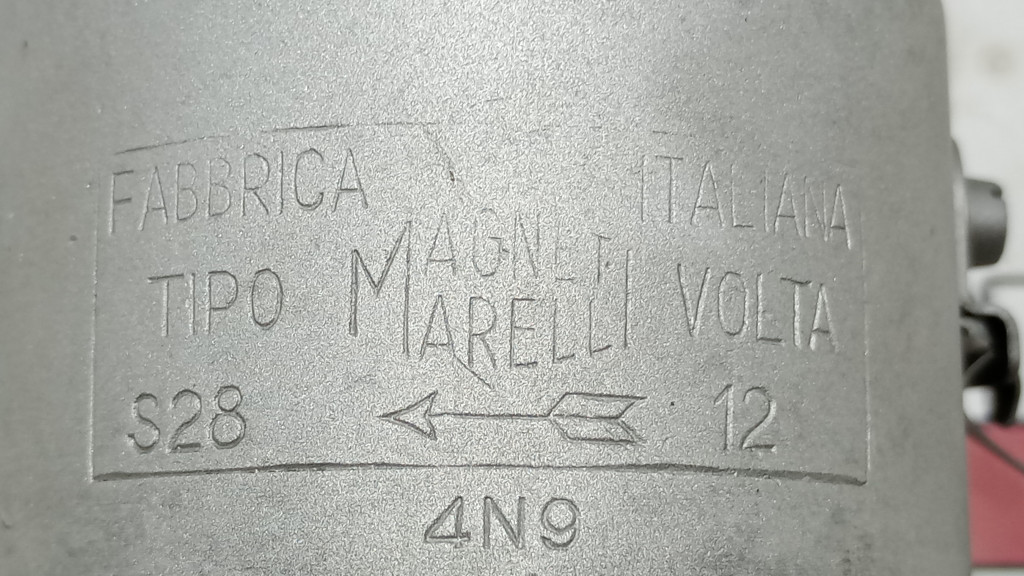 FABBRICA ITALIANA
TIPO MAGNETI MARELLI VOLTA
S28 12
4N9